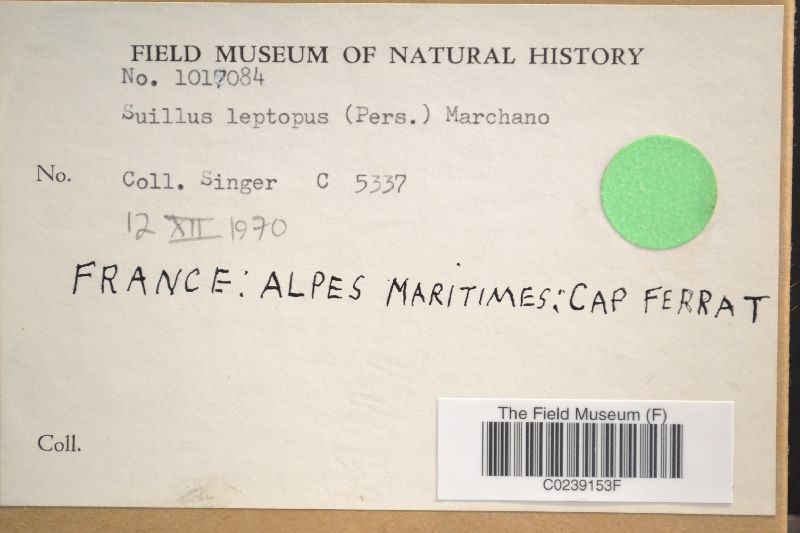 FIELD MUSEUM OF NATURAL HISTORY
No. 1017084
Suillus leptopus (Pers.) Marchano
No. Coll. Singer C 5337
12 XII 1970
FRANCE: ALPES MARITIMES: CAP FERRAT
Coll.
The Field Museum (F)
C0239153F